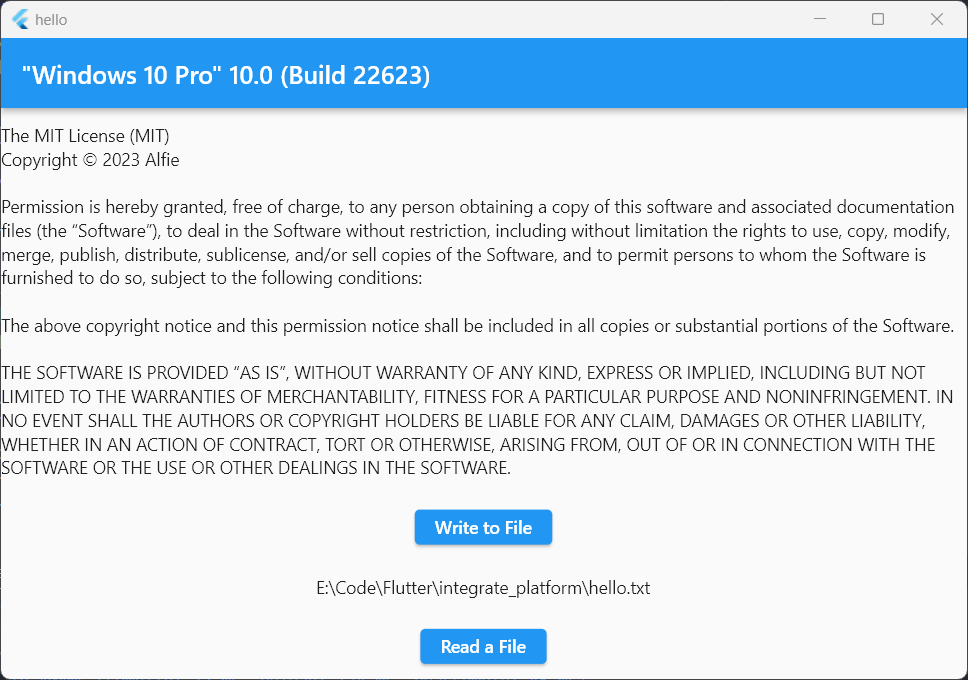 hello
"Windows 10 Pro" 10.0 (Build 22623)
The MIT License (MIT)
Copyright © 2023 Alfie
Permission is hereby granted, free of charge, to any person obtaining a copy of this software and associated documentation
files (the “Software”), to deal in the Software without restriction, including without limitation the rights to use, copy, modify,
merge, publish, distribute, sublicense, and/or sell copies of the Software, and to permit persons to whom the Software is
furnished to do so, subject to the following conditions:
The above copyright notice and this permission notice shall be included in all copies or substantial portions of the Software.
THE SOFTWARE IS PROVIDED “AS IS”, WITHOUT WARRANTY OF ANY KIND, EXPRESS OR IMPLIED, INCLUDING BUT NOT
LIMITED TO THE WARRANTIES OF MERCHANTABILITY, FITNESS FOR A PARTICULAR PURPOSE AND NONINFRINGEMENT. IN
NO EVENT SHALL THE AUTHORS OR COPYRIGHT HOLDERS BE LIABLE FOR ANY CLAIM, DAMAGES OR OTHER LIABILITY,
WHETHER IN AN ACTION OF CONTRACT, TORT OR OTHERWISE, ARISING FROM, OUT OF OR IN CONNECTION WITH THE
SOFTWARE OR THE USE OR OTHER DEALINGS IN THE SOFTWARE.
Write to File
E:\Code\Flutter\integrate_platform\hello.txt
Read a File